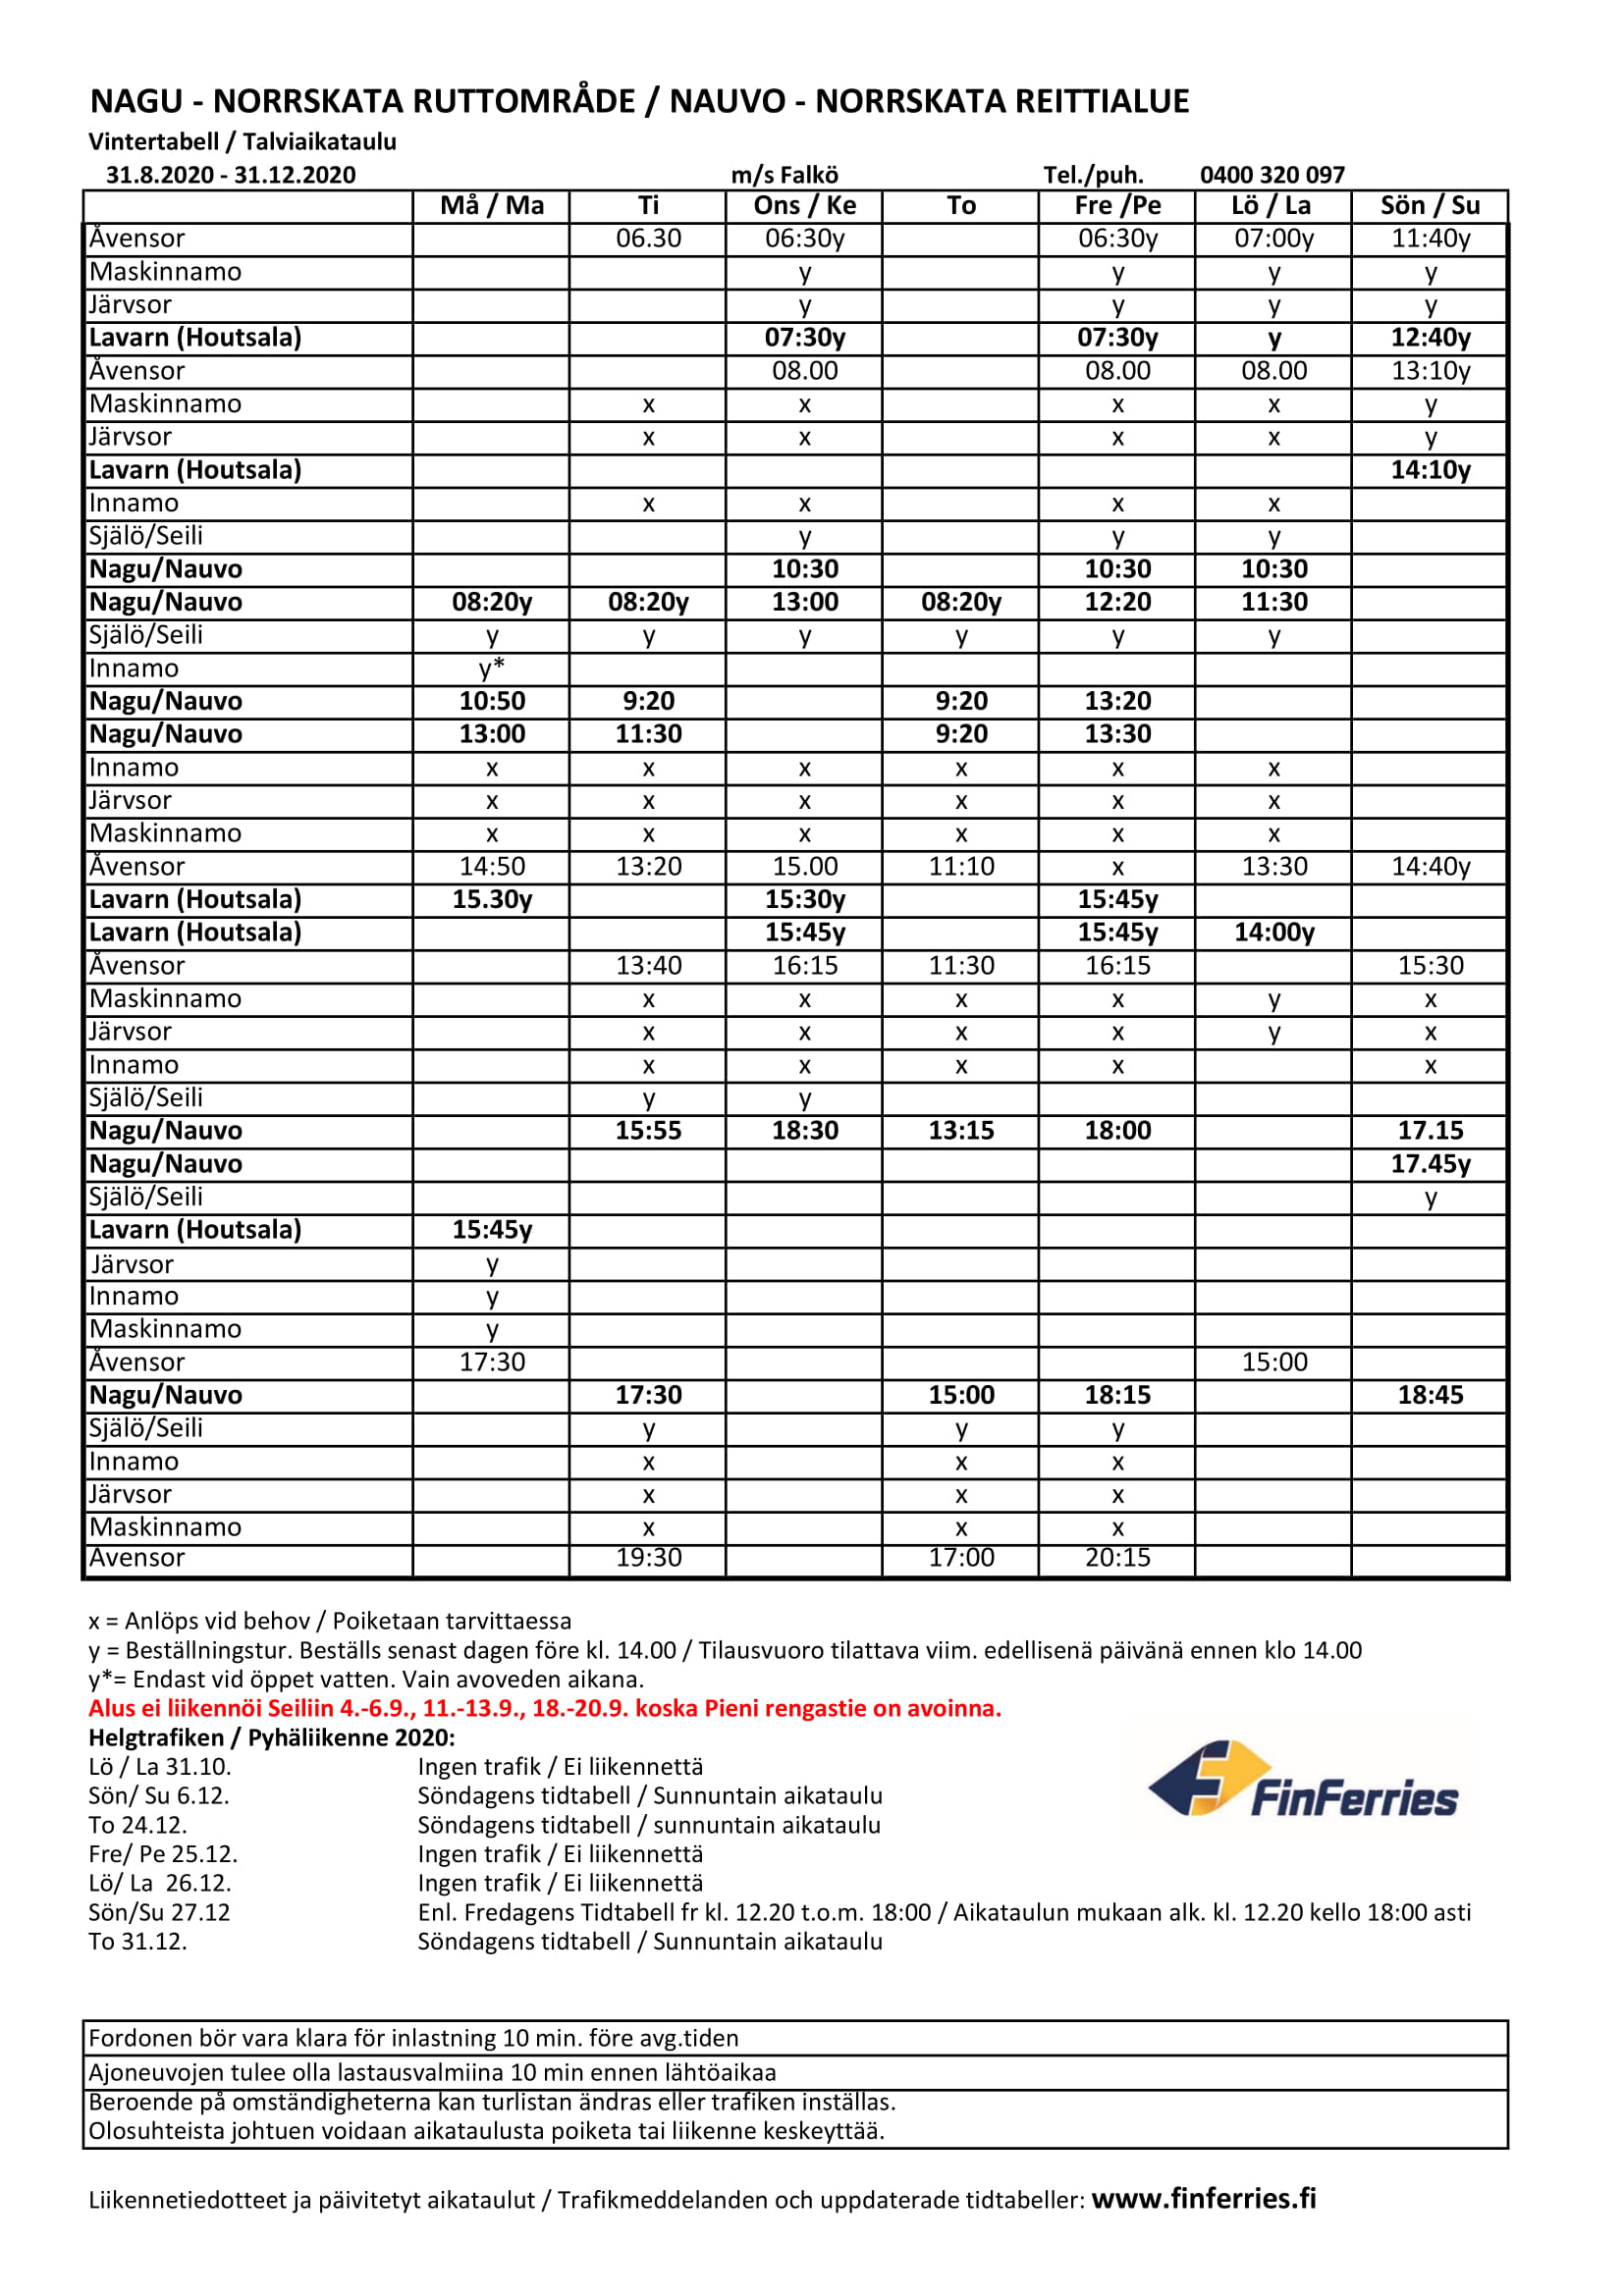 NAGU - NORRSKATA RUTTOMRÅDE / NAUVO - NORRSKATA REITTIALUE
Vintertabell / Talviaikataulu
31.8.2020 - 31.12.2020 m/s Falkö Tel./puh. 0400 320 097
Må / Ma Ti Ons / Ke To Fre /Pe Lö / La Sön / Su
Åvensor 06.30 06:30y 06:30y 07:00y 11:40y
Maskinnamo y y y y
Järvsor y y y y
Lavarn (Houtsala) 07:30y 07:30y y 12:40y
Åvensor 08.00 08.00 08.00 13:10y
Maskinnamo x x x x y
Järvsor x x x x y
Lavarn (Houtsala) 14:10y
Innamo x x x x
Själö/Seili y y y
Nagu/Nauvo 10:30 10:30 10:30
Nagu/Nauvo 08:20y 08:20y 13:00 08:20y 12:20 11:30
Själö/Seili y y y y y y
Innamo y*
Nagu/Nauvo 10:50 9:20 9:20 13:20
Nagu/Nauvo 13:00 11:30 9:20 13:30
Innamo x x x x x x
Järvsor x x x x x x
Maskinnamo x x x x x x
Åvensor 14:50 13:20 15.00 11:10 x 13:30 14:40y
Lavarn (Houtsala) 15.30y 15:30y 15:45y
Lavarn (Houtsala) 15:45y 15:45y 14:00y
Åvensor 13:40 16:15 11:30 16:15 15:30
Maskinnamo x x x x y x
Järvsor x x x x y x
Innamo x x x x x
Själö/Seili y y
Nagu/Nauvo 15:55 18:30 13:15 18:00 17.15
Nagu/Nauvo 17.45y
Själö/Seili y
Lavarn (Houtsala) 15:45y
Järvsor y
Innamo y
Maskinnamo y
Åvensor 17:30 15:00
Nagu/Nauvo 17:30 15:00 18:15 18:45
Själö/Seili y y y
Innamo x x x
Järvsor x x x
Maskinnamo x x x
Åvensor 19:30 17:00 20:15
x = Anlöps vid behov / Poiketaan tarvittaessa
y = Beställningstur. Beställs senast dagen före kl. 14.00 / Tilausvuoro tilattava viim. edellisenä päivänä ennen klo 14.00
y*= Endast vid öppet vatten. Vain avoveden aikana.
Alus ei liikennöi Seiliin 4.-6.9., 11.-13.9., 18.-20.9. koska Pieni rengastie on avoinna.
Helgtrafiken / Pyhäliikenne 2020:
Lö / La 31.10. Ingen trafik / Ei liikennettä
Sön/ Su 6.12. Söndagens tidtabell / Sunnuntain aikataulu
To 24.12. Söndagens tidtabell / sunnuntain aikataulu
Fre/ Pe 25.12. Ingen trafik / Ei liikennettä
Lö/ La 26.12. Ingen trafik / Ei liikennettä
Sön/Su 27.12 Enl. Fredagens Tidtabell fr kl. 12.20 t.o.m. 18:00 / Aikataulun mukaan alk. kl. 12.20 kello 18:00 asti
To 31.12. Söndagens tidtabell / Sunnuntain aikataulu
FinFerries
Fordonen bör vara klara för inlastning 10 min. före avg.tiden
Ajoneuvojen tulee olla lastausvalmiina 10 min ennen lähtöaikaa
Beroende på omständigheterna kan turlistan ändras eller trafiken inställas.
Olosuhteista johtuen voidaan aikataulusta poiketa tai liikenne keskeyttää.
Liikennetiedotteet ja päivitetyt aikataulut / Trafikmeddelanden och uppdaterade tidtabeller: www.finferries.fi